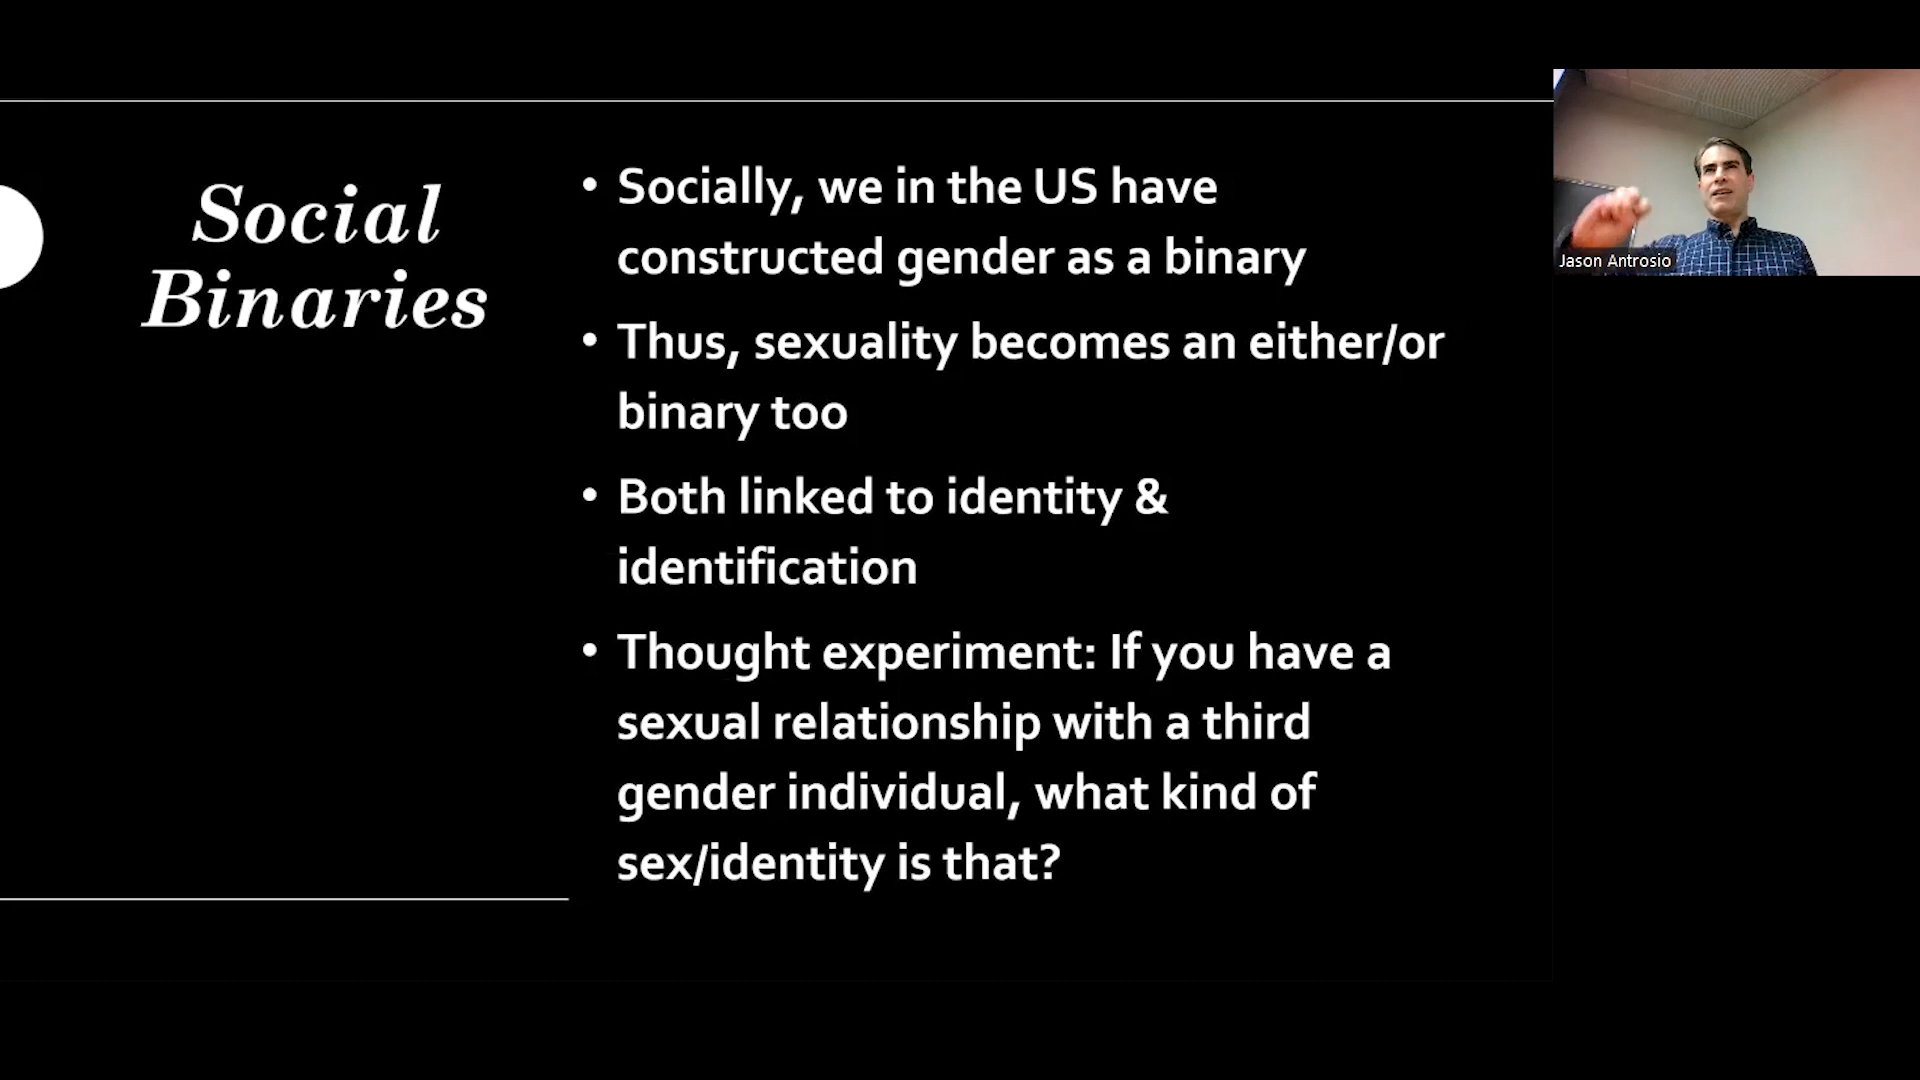 Social
Binaries
• Socially, we in the US have
constructed gender as a binary
• Thus, sexuality becomes an either/or
binary too
• Both linked to identity &
identification
• Thought experiment: If you have a
sexual relationship with a third
gender individual, what kind of
sex/identity is that?
Jason Antrosio